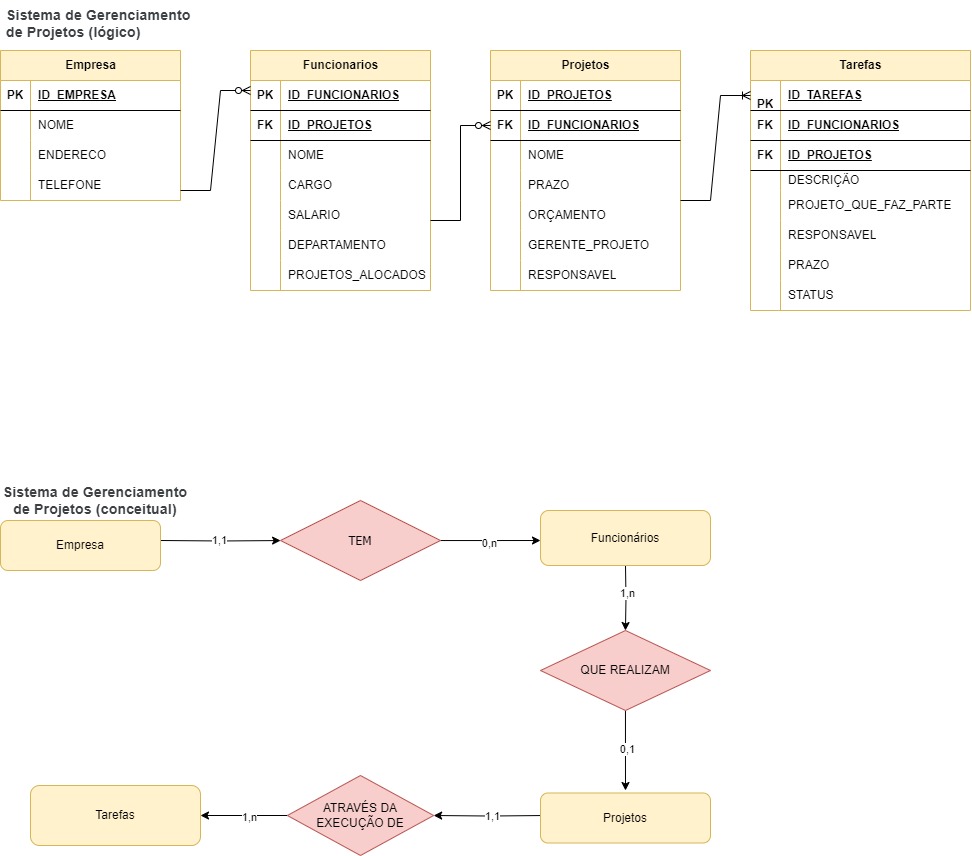 Sistema de Gerenciamento
de Projetos (lógico)
Empresa
PK ID_EMPRESA
NOME
ENDERECO
TELEFONE
Funcionarios
PK ID_FUNCIONARIOS
FK ID_PROJETOS
NOME
CARGO
SALARIO
DEPARTAMENTO
PROJETOS_ALOCADOS
Projetos
PK ID_PROJETOS
FK ID_FUNCIONARIOS
NOME
PRAZO
ORÇAMENTO
GERENTE_PROJETO
RESPONSAVEL
Tarefas
PK ID_TAREFAS
FK ID_FUNCIONARIOS
FK ID_PROJETOS
DESCRIÇÄO
PROJETO_QUE_FAZ_PARTE
RESPONSAVEL
PRAZO
STATUS
Sistema de Gerenciamento
de Projetos (conceitual)
Empresa
1,1
TEM
0,n
Funcionários
1,n
QUE REALIZAM
0,1
Projetos
1,1
ATRAVÉS DA
EXECUÇÃO DE
1,n
Tarefas